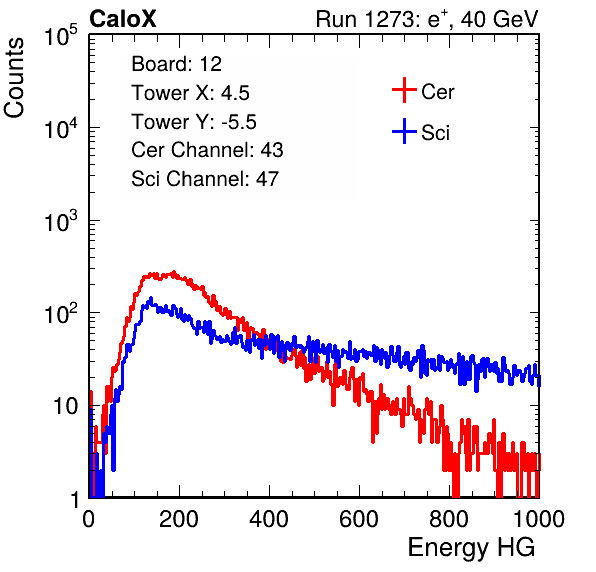 CaloX Run 1273: e⁺, 40 GeV
Counts
Board: 12
Tower X: 4.5
Tower Y: -5.5
Cer Channel: 43
Sci Channel: 47
Cer
Sci
10⁵
10⁴
10³
10²
10
1
0 200 400 600 800 1000
Energy HG